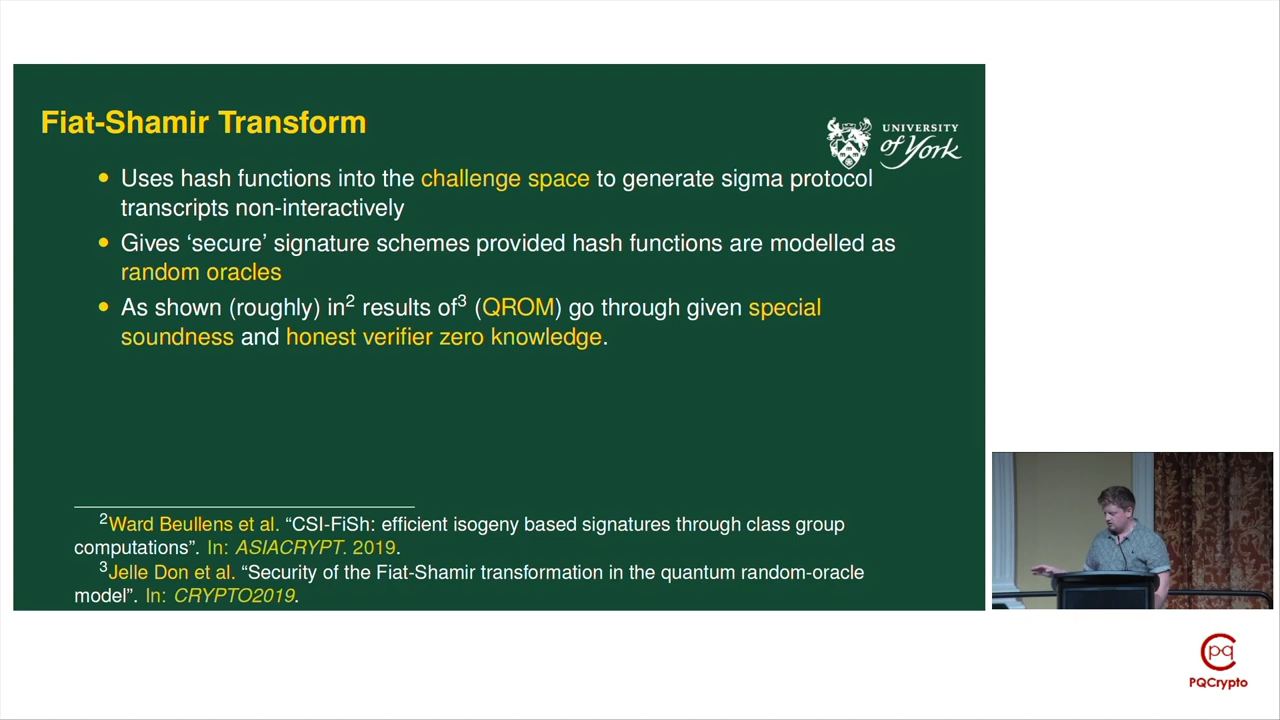 Fiat-Shamir Transform
UNIVERSITY
of York
• Uses hash functions into the challenge space to generate sigma protocol
transcripts non-interactively
• Gives ‘secure’ signature schemes provided hash functions are modelled as
random oracles
• As shown (roughly) in² results of³ (QROM) go through given special
soundness and honest verifier zero knowledge.
²Ward Beullens et al. “CSI-FiSh: efficient isogeny based signatures through class group
computations”. In: ASIACRYPT. 2019.
³Jelle Don et al. “Security of the Fiat-Shamir transformation in the quantum random-oracle
model”. In: CRYPTO2019.
pq
PQCrypto